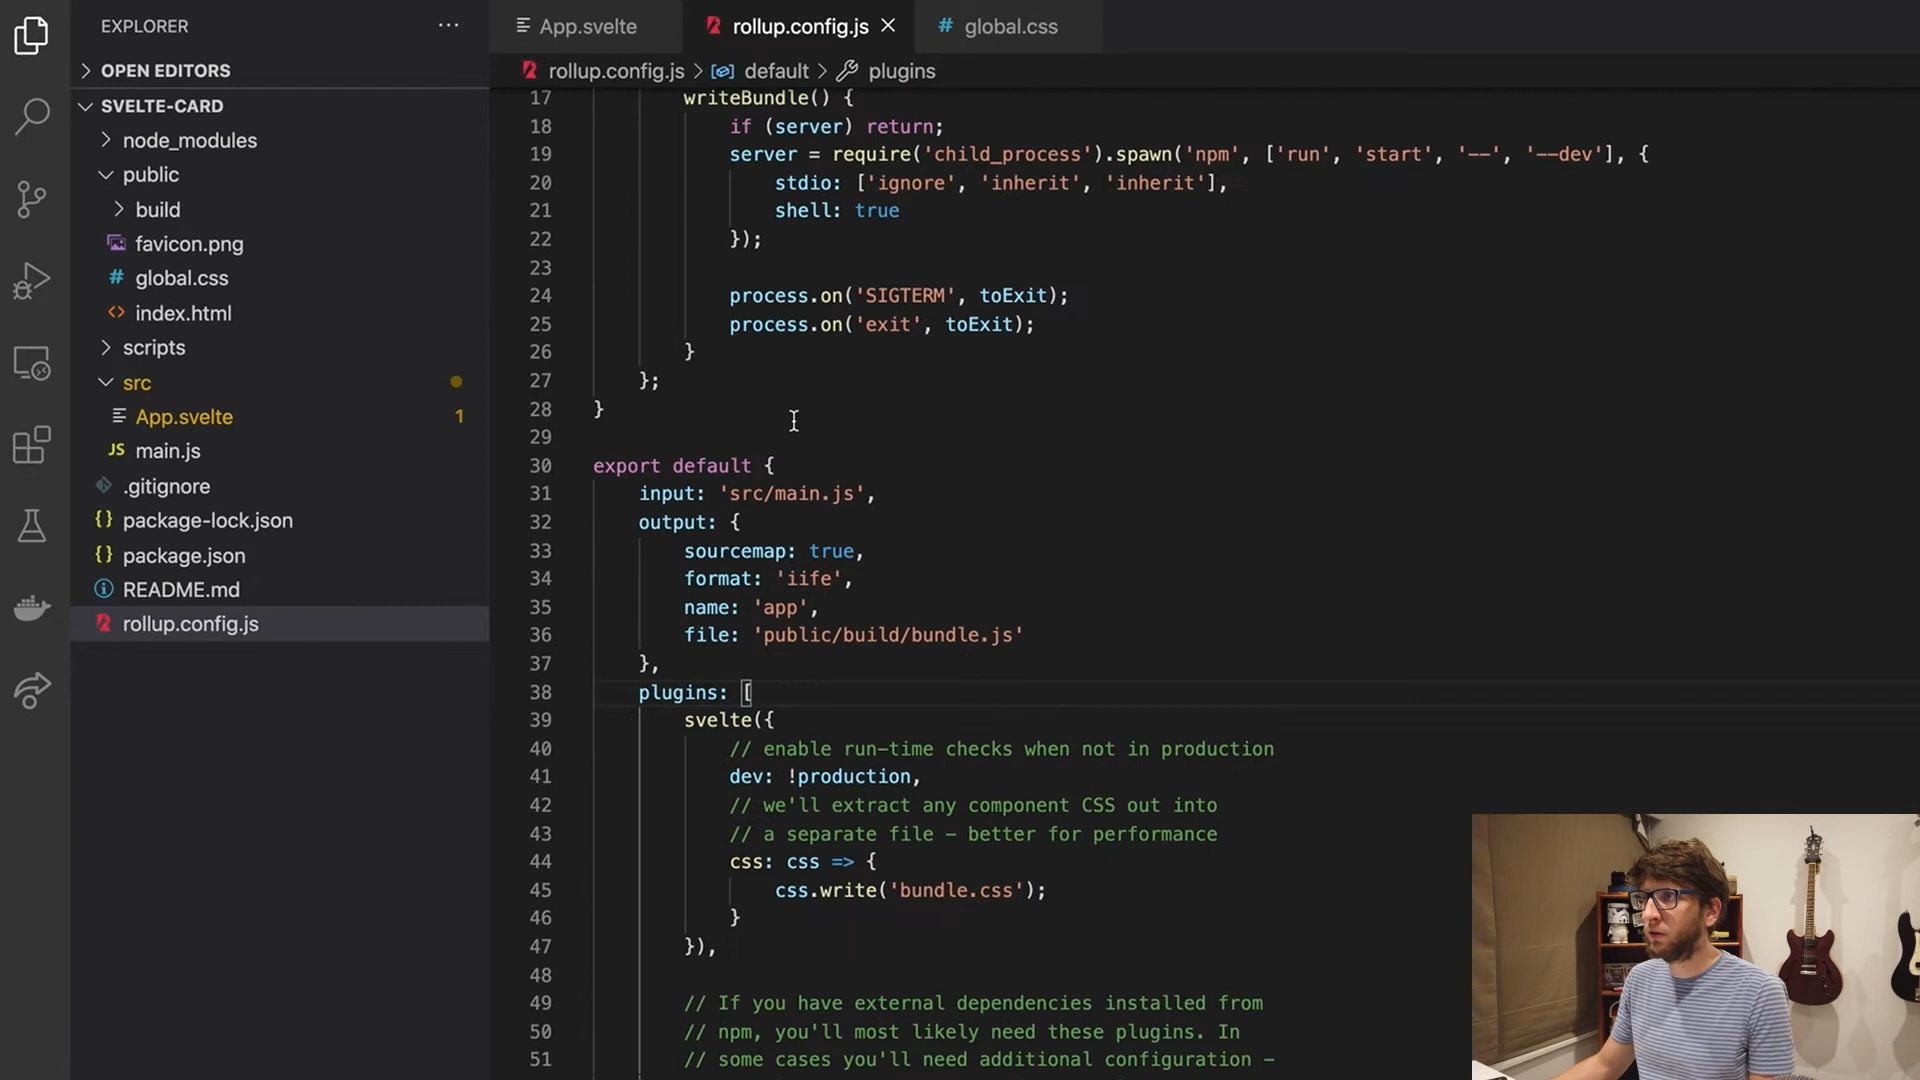 EXPLORER
OPEN EDITORS
SVELTE-CARD
node_modules
public
build
favicon.png
# global.css
<> index.html
scripts
src
App.svelte 1
JS main.js
.gitignore
{} package-lock.json
{} package.json
README.md
rollup.config.js
App.svelte
rollup.config.js
# global.css
rollup.config.js > default > plugins
17 writeBundle() {
18 if (server) return;
19 server = require('child_process').spawn('npm', ['run', 'start', '--', '--dev'], {
20 stdio: ['ignore', 'inherit', 'inherit'],
21 shell: true
22 });
23
24 process.on('SIGTERM', toExit);
25 process.on('exit', toExit);
26 }
27 };
28 }
29
30 export default {
31 input: 'src/main.js',
32 output: {
33 sourcemap: true,
34 format: 'iife',
35 name: 'app',
36 file: 'public/build/bundle.js'
37 },
38 plugins: [
39 svelte({
40 // enable run-time checks when not in production
41 dev: !production,
42 // we'll extract any component CSS out into
43 // a separate file - better for performance
44 css: css => {
45 css.write('bundle.css');
46 }
47 }),
48
49 // If you have external dependencies installed from
50 // npm, you'll most likely need these plugins. In
51 // some cases you'll need additional configuration -